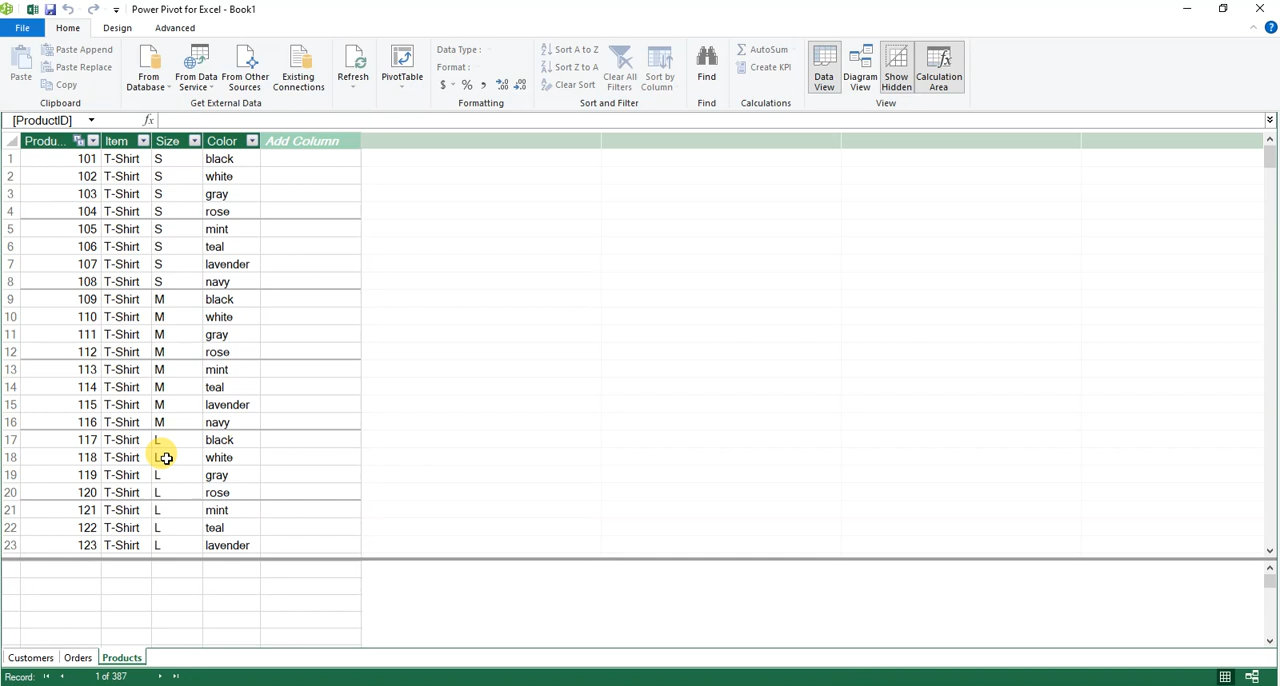 Power Pivot for Excel - Book1
File Home Design Advanced
Paste
Paste Append
Paste Replace
Copy
Clipboard
From Database
From Data Service
From Other Sources
Existing Connections
Get External Data
Refresh
PivotTable
Data Type :
Format :
$ % ,
Formatting
Sort A to Z
Sort Z to A
Clear Sort
Clear All Filters
Sort by Column
Sort and Filter
Find
Find
AutoSum
Create KPI
Calculations
Data View
Diagram View
Show Hidden
Calculation Area
View
[ProductID] fx
Produ... Item Size Color Add Column
1 101 T-Shirt S black
2 102 T-Shirt S white
3 103 T-Shirt S gray
4 104 T-Shirt S rose
5 105 T-Shirt S mint
6 106 T-Shirt S teal
7 107 T-Shirt S lavender
8 108 T-Shirt S navy
9 109 T-Shirt M black
10 110 T-Shirt M white
11 111 T-Shirt M gray
12 112 T-Shirt M rose
13 113 T-Shirt M mint
14 114 T-Shirt M teal
15 115 T-Shirt M lavender
16 116 T-Shirt M navy
17 117 T-Shirt L black
18 118 T-Shirt L white
19 119 T-Shirt L gray
20 120 T-Shirt L rose
21 121 T-Shirt L mint
22 122 T-Shirt L teal
23 123 T-Shirt L lavender
Customers Orders Products
Record: 1 of 387